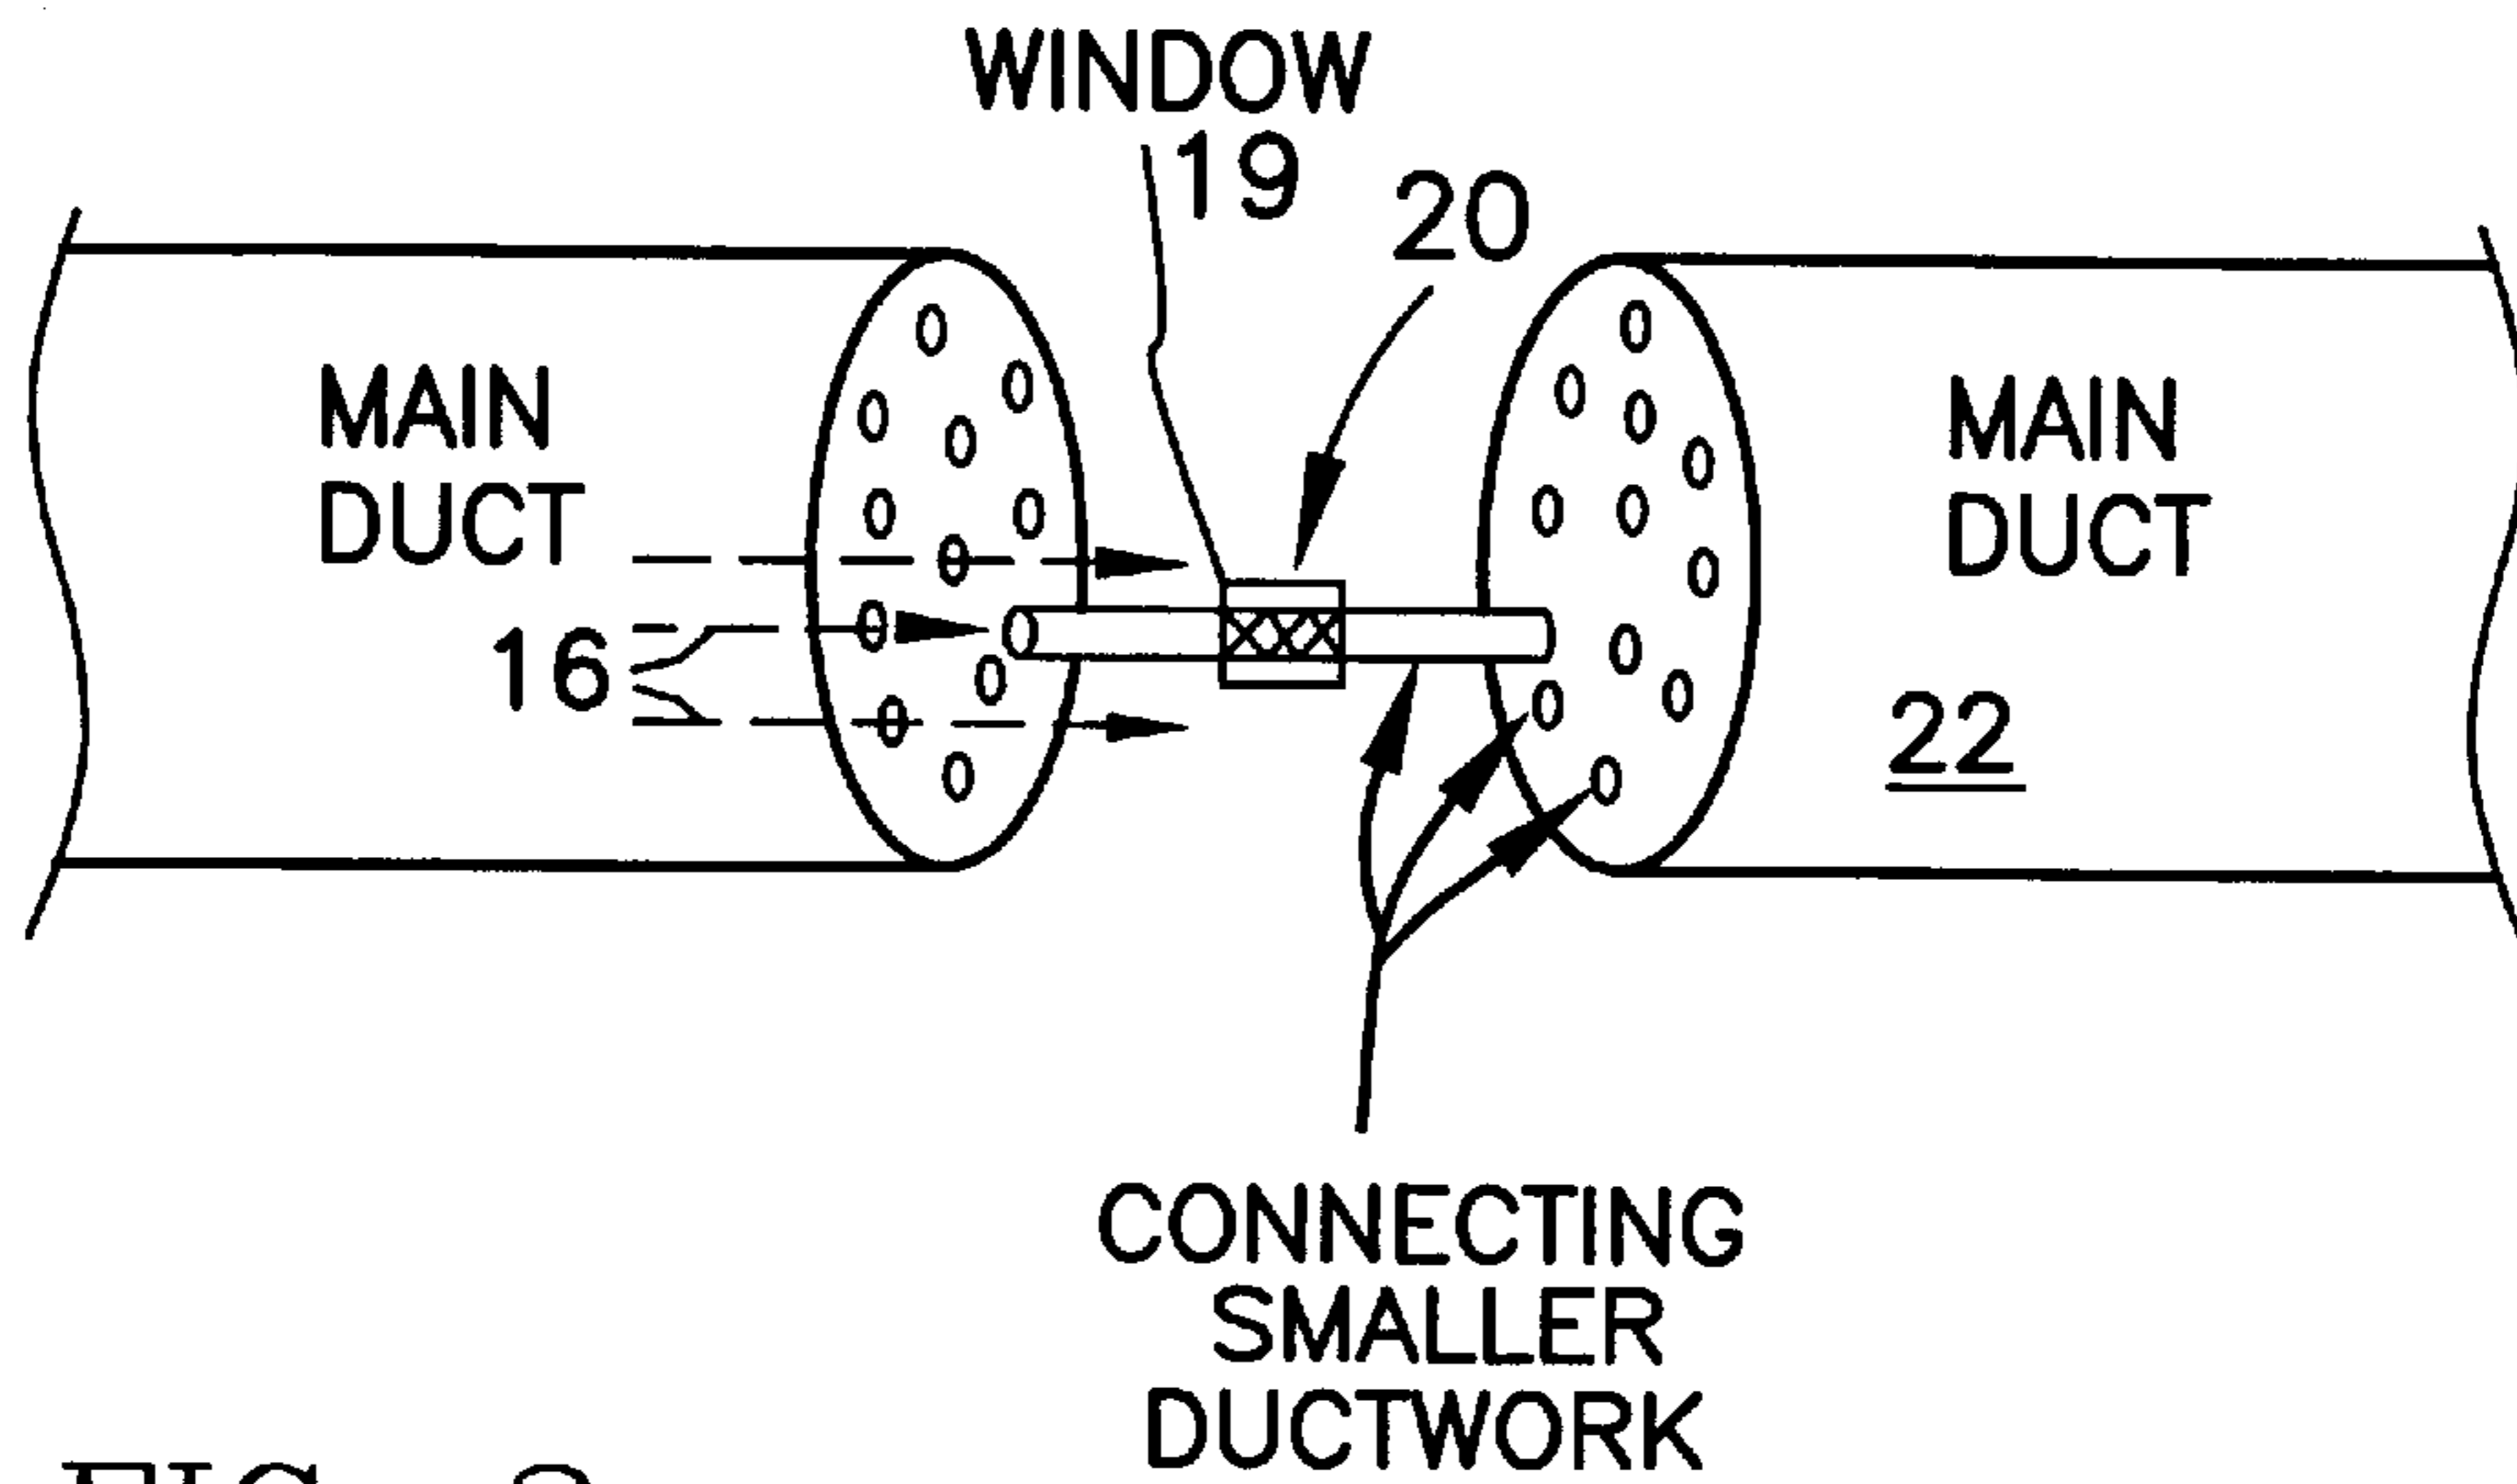 WINDOW
19
20
MAIN
DUCT
MAIN
DUCT
16
22
CONNECTING
SMALLER
DUCTWORK